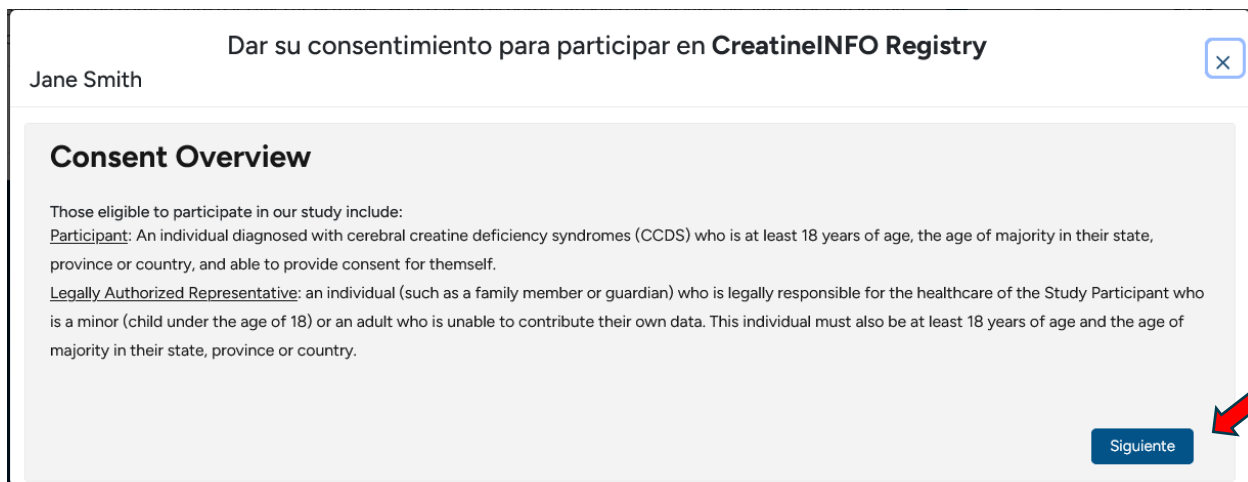 Dar su consentimiento para participar en CreatineINFO Registry
Jane Smith
Consent Overview
Those eligible to participate in our study include:
Participant: An individual diagnosed with cerebral creatine deficiency syndromes (CCDS) who is at least 18 years of age, the age of majority in their state,
province or country, and able to provide consent for themself.
Legally Authorized Representative: an individual (such as a family member or guardian) who is legally responsible for the healthcare of the Study Participant who
is a minor (child under the age of 18) or an adult who is unable to contribute their own data. This individual must also be at least 18 years of age and the age of
majority in their state, province or country.
Siguiente